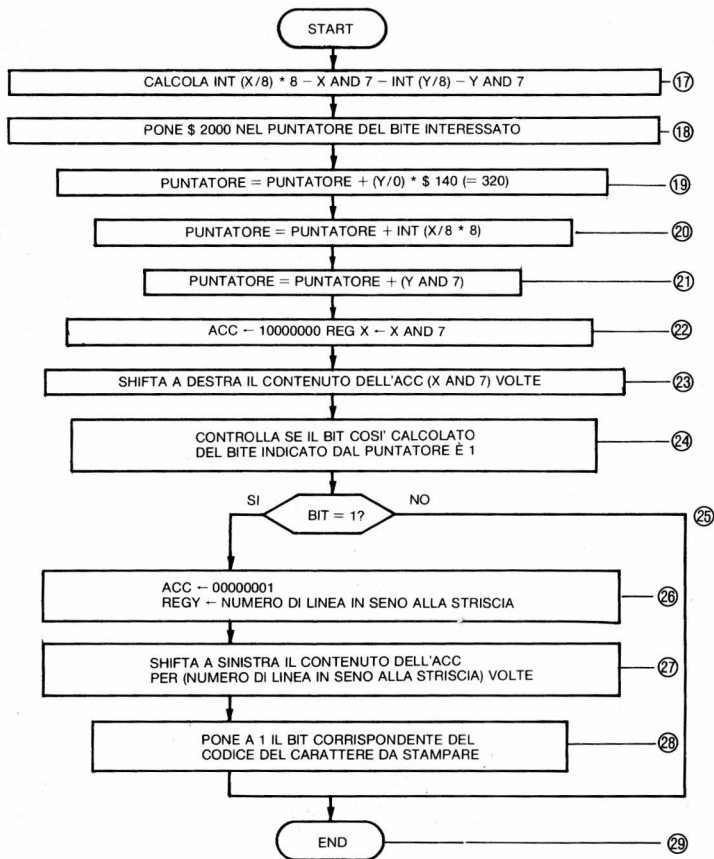 START
CALCOLA INT (X/8) * 8 – X AND 7 – INT (Y/8) – Y AND 7 ⑰
PONE $ 2000 NEL PUNTATORE DEL BITE INTERESSATO ⑱
PUNTATORE = PUNTATORE + (Y/0) * $ 140 (= 320) ⑲
PUNTATORE = PUNTATORE + INT (X/8 * 8) ⑳
PUNTATORE = PUNTATORE + (Y AND 7) ㉑
ACC ← 10000000 REG X ← X AND 7 ㉒
SHIFTA A DESTRA IL CONTENUTO DELL'ACC (X AND 7) VOLTE ㉓
CONTROLLA SE IL BIT COSI' CALCOLATO
DEL BITE INDICATO DAL PUNTATORE È 1 ㉔
SI NO
BIT = 1? ㉕
ACC ← 00000001
REGY ← NUMERO DI LINEA IN SENO ALLA STRISCIA ㉖
SHIFTA A SINISTRA IL CONTENUTO DELL'ACC
PER (NUMERO DI LINEA IN SENO ALLA STRISCIA) VOLTE ㉗
PONE A 1 IL BIT CORRISPONDENTE DEL
CODICE DEL CARATTERE DA STAMPARE ㉘
END ㉙